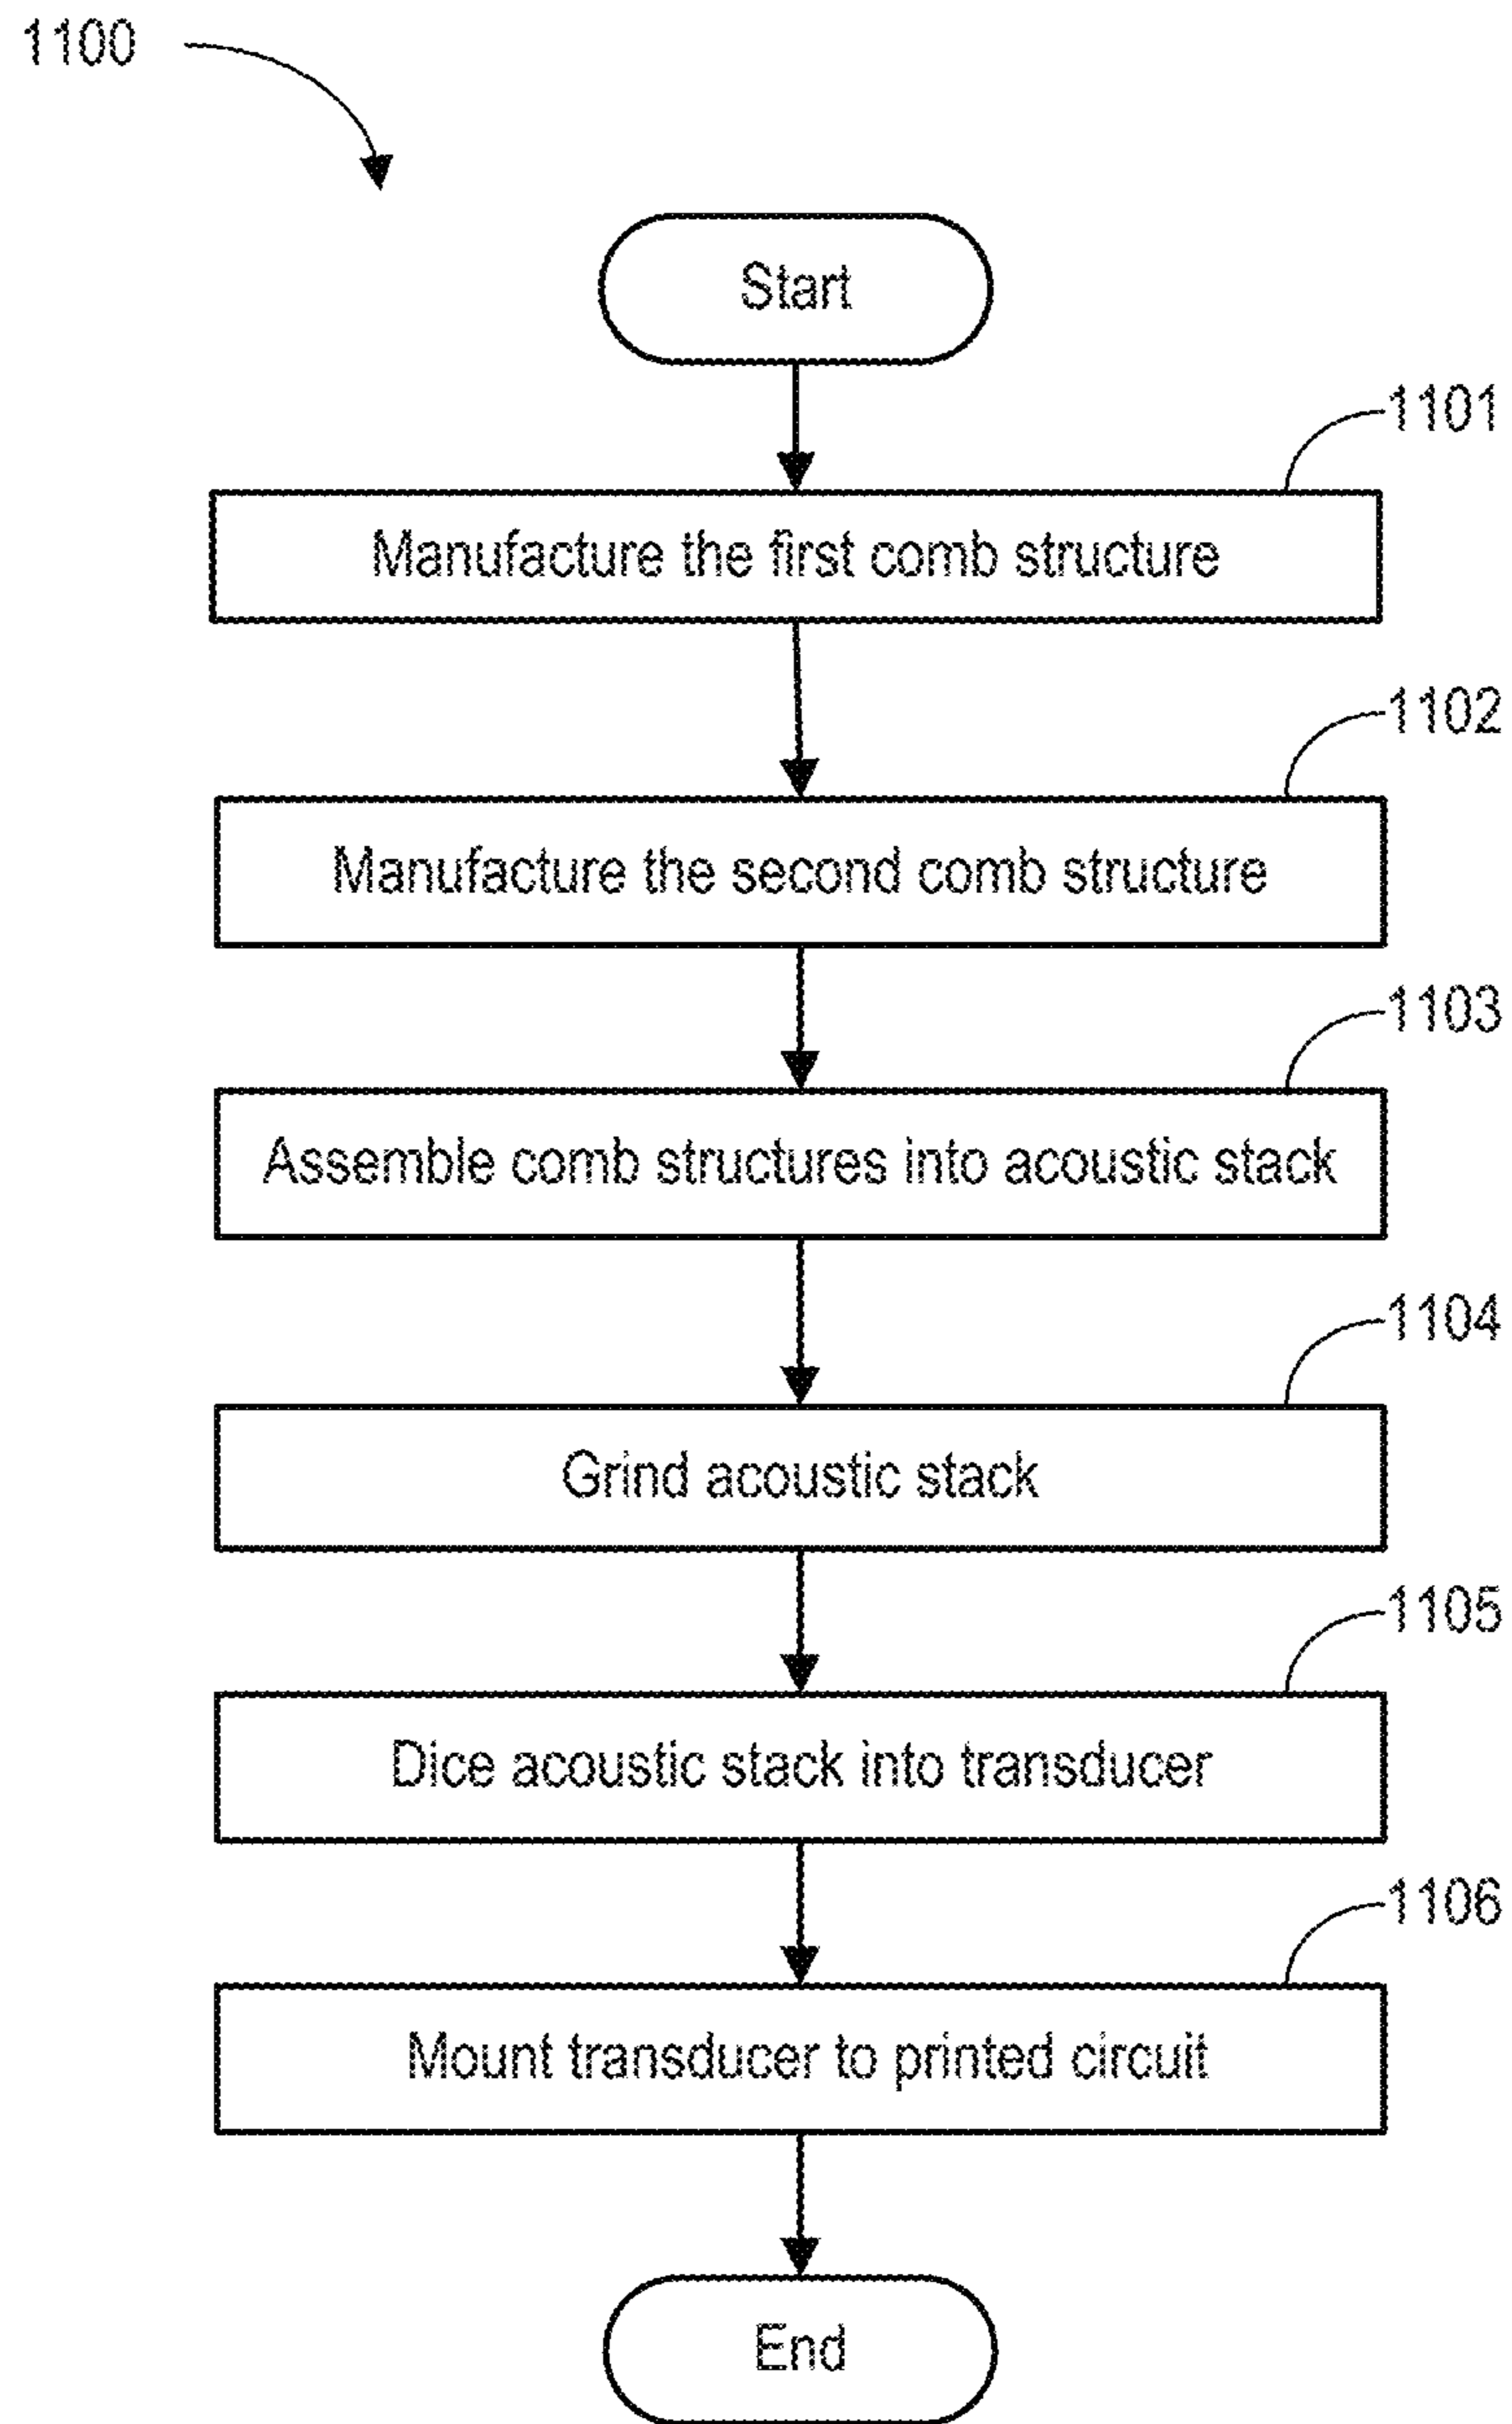 1100
Start
1101
Manufacture the first comb structure
1102
Manufacture the second comb structure
1103
Assemble comb structures into acoustic stack
1104
Grind acoustic stack
1105
Dice acoustic stack into transducer
1106
Mount transducer to printed circuit
End